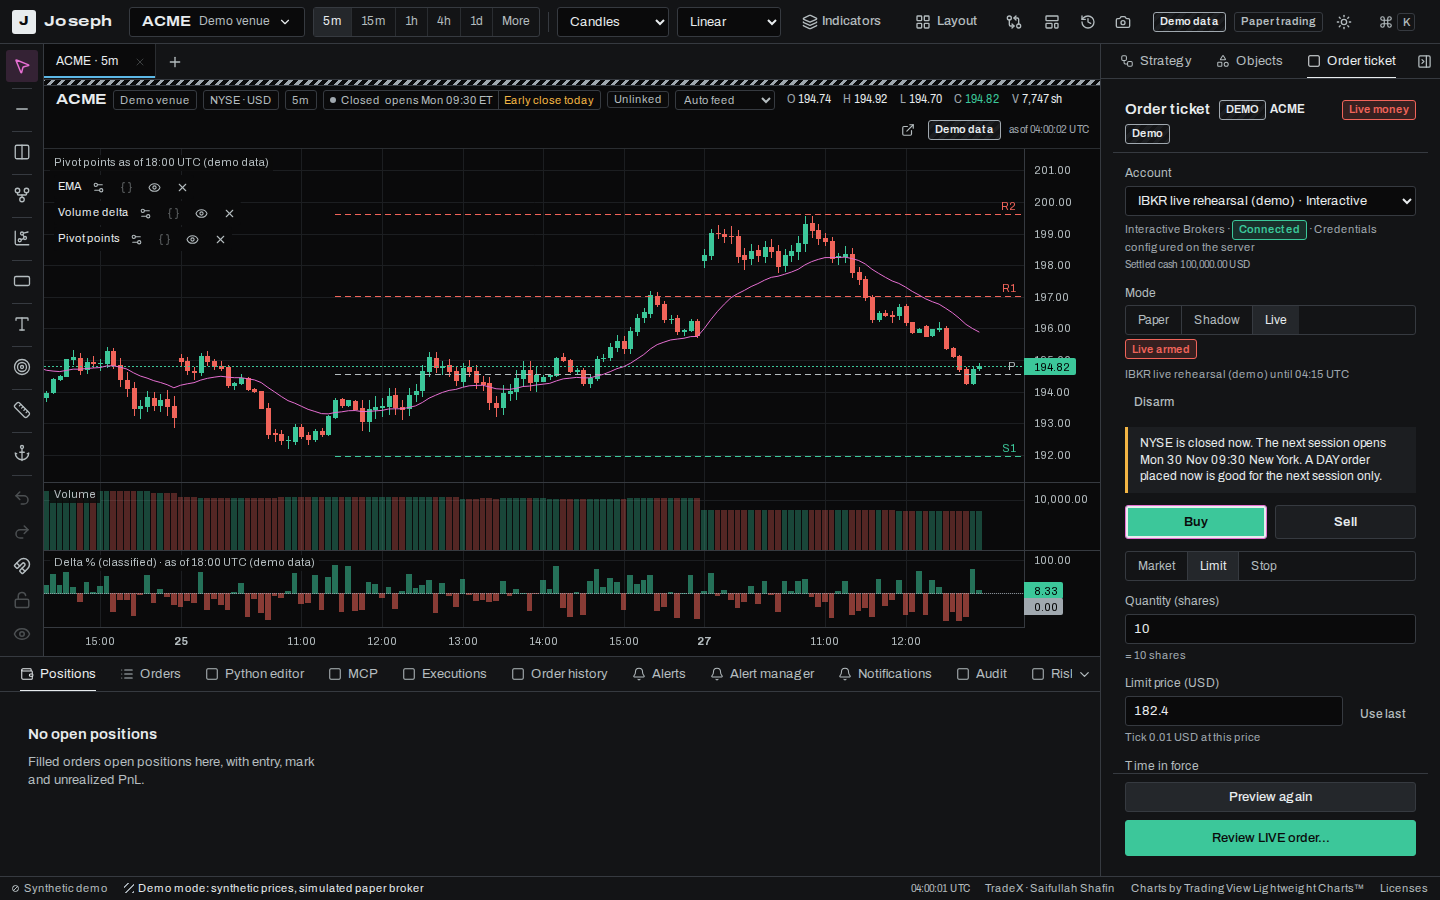 J Joseph ACME Demo venue 5m 15m 1h 4h 1d More Candles Linear Indicators Layout Demo data Paper trading ⌘ K
ACME · 5m
Strategy Objects Order ticket
ACME Demo venue NYSE·USD 5m Closed opens Mon 09:30 ET Early close today Unlinked Auto feed O 194.74 H 194.92 L 194.70 C 194.82 V 7,747 sh
Demo data as of 04:00:02 UTC
Pivot points as of 18:00 UTC (demo data)
EMA
Volume delta
Pivot points
R2
R1
P
S1
201.00
200.00
199.00
198.00
197.00
196.00
194.82
194.00
193.00
192.00
Volume
10,000.00
Delta % (classified) · as of 18:00 UTC (demo data)
100.00
8.33
0.00
15:00 25 11:00 12:00 13:00 14:00 15:00 27 11:00 12:00
Positions Orders Python editor MCP Executions Order history Alerts Alert manager Notifications Audit Risl
No open positions
Filled orders open positions here, with entry, mark
and unrealized PnL.
Order ticket DEMO ACME Live money
Demo
Account
IBKR live rehearsal (demo) · Interactive
Interactive Brokers · Connected · Credentials
configured on the server
Settled cash 100,000.00 USD
Mode
Paper Shadow Live
Live armed
IBKR live rehearsal (demo) until 04:15 UTC
Disarm
NYSE is closed now. The next session opens
Mon 30 Nov 09:30 New York. A DAY order
placed now is good for the next session only.
Buy Sell
Market Limit Stop
Quantity (shares)
10
= 10 shares
Limit price (USD)
182.4 Use last
Tick 0.01 USD at this price
Time in force
Preview again
Review LIVE order...
Synthetic demo Demo mode: synthetic prices, simulated paper broker 04:00:01 UTC TradeX · Saifullah Shafin Charts by TradingView Lightweight Charts™ Licenses